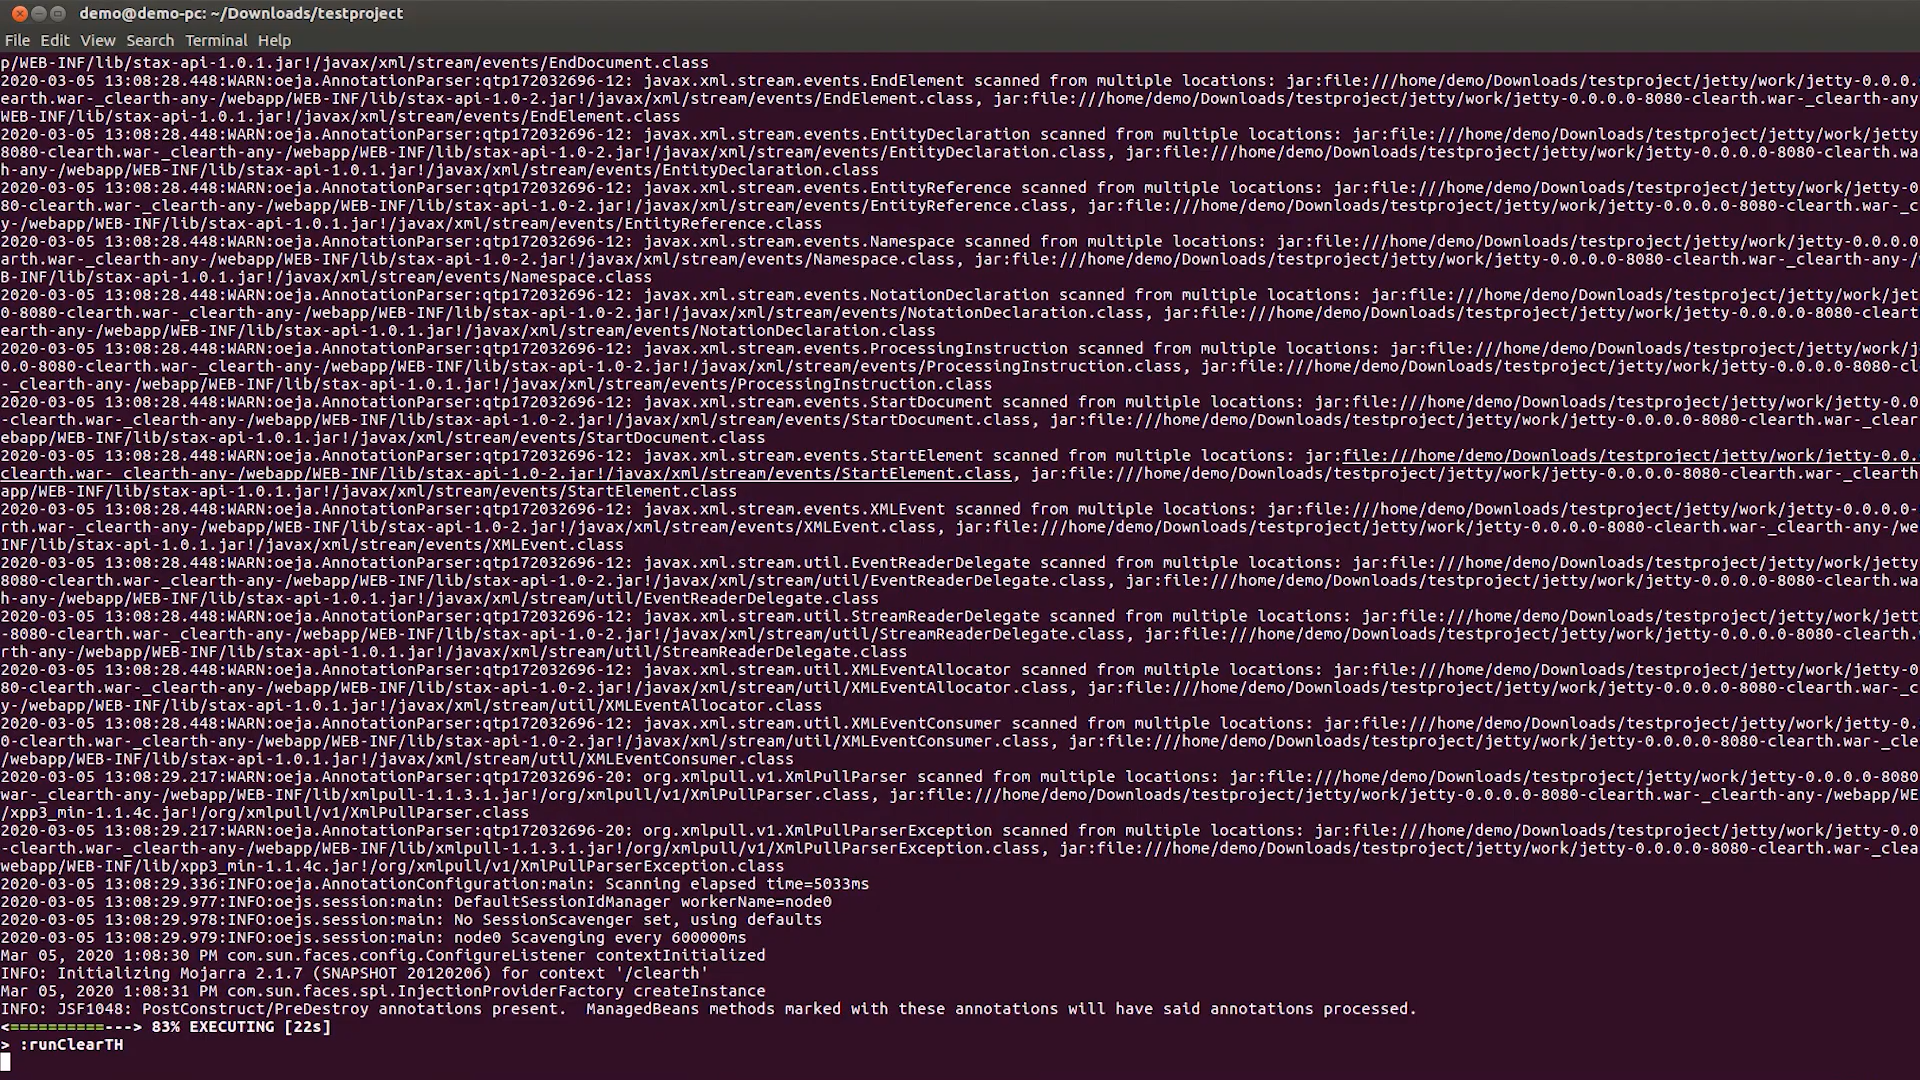 demo@demo-pc: ~/Downloads/testproject
File Edit View Search Terminal Help
p/WEB-INF/lib/stax-api-1.0.1.jar!/javax/xml/stream/events/EndDocument.class
2020-03-05 13:08:28.448:WARN:oeja.AnnotationParser:qtp172032696-12: javax.xml.stream.events.EndElement scanned from multiple locations: jar:file:///home/demo/Downloads/testproject/jetty/work/jetty-0.0.0.0-8080-cl
earth.war-_clearth-any-/webapp/WEB-INF/lib/stax-api-1.0-2.jar!/javax/xml/stream/events/EndElement.class, jar:file:///home/demo/Downloads/testproject/jetty/work/jetty-0.0.0.0-8080-clearth.war-_clearth-any
WEB-INF/lib/stax-api-1.0.1.jar!/javax/xml/stream/events/EndElement.class
2020-03-05 13:08:28.448:WARN:oeja.AnnotationParser:qtp172032696-12: javax.xml.stream.events.EntityDeclaration scanned from multiple locations: jar:file:///home/demo/Downloads/testproject/jetty/work/jetty
8080-clearth.war-_clearth-any-/webapp/WEB-INF/lib/stax-api-1.0-2.jar!/javax/xml/stream/events/EntityDeclaration.class, jar:file:///home/demo/Downloads/testproject/jetty/work/jetty-0.0.0.0-8080-clearth.wa
h-any-/webapp/WEB-INF/lib/stax-api-1.0.1.jar!/javax/xml/stream/events/EntityDeclaration.class
2020-03-05 13:08:28.448:WARN:oeja.AnnotationParser:qtp172032696-12: javax.xml.stream.events.EntityReference scanned from multiple locations: jar:file:///home/demo/Downloads/testproject/jetty/work/jetty-0
80-clearth.war-_clearth-any-/webapp/WEB-INF/lib/stax-api-1.0-2.jar!/javax/xml/stream/events/EntityReference.class, jar:file:///home/demo/Downloads/testproject/jetty/work/jetty-0.0.0.0-8080-clearth.war-_c
y-/webapp/WEB-INF/lib/stax-api-1.0.1.jar!/javax/xml/stream/events/EntityReference.class
2020-03-05 13:08:28.448:WARN:oeja.AnnotationParser:qtp172032696-12: javax.xml.stream.events.Namespace scanned from multiple locations: jar:file:///home/demo/Downloads/testproject/jetty/work/jetty-0.0.0.0
earth.war-_clearth-any-/webapp/WEB-INF/lib/stax-api-1.0-2.jar!/javax/xml/stream/events/Namespace.class, jar:file:///home/demo/Downloads/testproject/jetty/work/jetty-0.0.0.0-8080-clearth.war-_clearth-any-/
B-INF/lib/stax-api-1.0.1.jar!/javax/xml/stream/events/Namespace.class
2020-03-05 13:08:28.448:WARN:oeja.AnnotationParser:qtp172032696-12: javax.xml.stream.events.NotationDeclaration scanned from multiple locations: jar:file:///home/demo/Downloads/testproject/jetty/work/jet
0-8080-clearth.war-_clearth-any-/webapp/WEB-INF/lib/stax-api-1.0-2.jar!/javax/xml/stream/events/NotationDeclaration.class, jar:file:///home/demo/Downloads/testproject/jetty/work/jetty-0.0.0.0-8080-clearth
earth-any-/webapp/WEB-INF/lib/stax-api-1.0.1.jar!/javax/xml/stream/events/NotationDeclaration.class
2020-03-05 13:08:28.448:WARN:oeja.AnnotationParser:qtp172032696-12: javax.xml.stream.events.ProcessingInstruction scanned from multiple locations: jar:file:///home/demo/Downloads/testproject/jetty/work/j
0.0-8080-clearth.war-_clearth-any-/webapp/WEB-INF/lib/stax-api-1.0-2.jar!/javax/xml/stream/events/ProcessingInstruction.class, jar:file:///home/demo/Downloads/testproject/jetty/work/jetty-0.0.0.0-8080-cl
-_clearth-any-/webapp/WEB-INF/lib/stax-api-1.0.1.jar!/javax/xml/stream/events/ProcessingInstruction.class
2020-03-05 13:08:28.448:WARN:oeja.AnnotationParser:qtp172032696-12: javax.xml.stream.events.StartDocument scanned from multiple locations: jar:file:///home/demo/Downloads/testproject/jetty/work/jetty-0.0
-clearth.war-_clearth-any-/webapp/WEB-INF/lib/stax-api-1.0-2.jar!/javax/xml/stream/events/StartDocument.class, jar:file:///home/demo/Downloads/testproject/jetty/work/jetty-0.0.0.0-8080-clearth.war-_clear
ebapp/WEB-INF/lib/stax-api-1.0.1.jar!/javax/xml/stream/events/StartDocument.class
2020-03-05 13:08:28.448:WARN:oeja.AnnotationParser:qtp172032696-12: javax.xml.stream.events.StartElement scanned from multiple locations: jar:file:///home/demo/Downloads/testproject/jetty/work/jetty-0.0.
clearth.war-_clearth-any-/webapp/WEB-INF/lib/stax-api-1.0-2.jar!/javax/xml/stream/events/StartElement.class, jar:file:///home/demo/Downloads/testproject/jetty/work/jetty-0.0.0.0-8080-clearth.war-_clearth
app/WEB-INF/lib/stax-api-1.0.1.jar!/javax/xml/stream/events/StartElement.class
2020-03-05 13:08:28.448:WARN:oeja.AnnotationParser:qtp172032696-12: javax.xml.stream.events.XMLEvent scanned from multiple locations: jar:file:///home/demo/Downloads/testproject/jetty/work/jetty-0.0.0.0-
rth.war-_clearth-any-/webapp/WEB-INF/lib/stax-api-1.0-2.jar!/javax/xml/stream/events/XMLEvent.class, jar:file:///home/demo/Downloads/testproject/jetty/work/jetty-0.0.0.0-8080-clearth.war-_clearth-any-/we
INF/lib/stax-api-1.0.1.jar!/javax/xml/stream/events/XMLEvent.class
2020-03-05 13:08:28.448:WARN:oeja.AnnotationParser:qtp172032696-12: javax.xml.stream.util.EventReaderDelegate scanned from multiple locations: jar:file:///home/demo/Downloads/testproject/jetty/work/jetty
8080-clearth.war-_clearth-any-/webapp/WEB-INF/lib/stax-api-1.0-2.jar!/javax/xml/stream/util/EventReaderDelegate.class, jar:file:///home/demo/Downloads/testproject/jetty/work/jetty-0.0.0.0-8080-clearth.wa
h-any-/webapp/WEB-INF/lib/stax-api-1.0.1.jar!/javax/xml/stream/util/EventReaderDelegate.class
2020-03-05 13:08:28.448:WARN:oeja.AnnotationParser:qtp172032696-12: javax.xml.stream.util.StreamReaderDelegate scanned from multiple locations: jar:file:///home/demo/Downloads/testproject/jetty/work/jett
-8080-clearth.war-_clearth-any-/webapp/WEB-INF/lib/stax-api-1.0-2.jar!/javax/xml/stream/util/StreamReaderDelegate.class, jar:file:///home/demo/Downloads/testproject/jetty/work/jetty-0.0.0.0-8080-clearth.
rth-any-/webapp/WEB-INF/lib/stax-api-1.0.1.jar!/javax/xml/stream/util/StreamReaderDelegate.class
2020-03-05 13:08:28.448:WARN:oeja.AnnotationParser:qtp172032696-12: javax.xml.stream.util.XMLEventAllocator scanned from multiple locations: jar:file:///home/demo/Downloads/testproject/jetty/work/jetty-0
80-clearth.war-_clearth-any-/webapp/WEB-INF/lib/stax-api-1.0-2.jar!/javax/xml/stream/util/XMLEventAllocator.class, jar:file:///home/demo/Downloads/testproject/jetty/work/jetty-0.0.0.0-8080-clearth.war-_c
y-/webapp/WEB-INF/lib/stax-api-1.0.1.jar!/javax/xml/stream/util/XMLEventAllocator.class
2020-03-05 13:08:28.448:WARN:oeja.AnnotationParser:qtp172032696-12: javax.xml.stream.util.XMLEventConsumer scanned from multiple locations: jar:file:///home/demo/Downloads/testproject/jetty/work/jetty-0.
0-clearth.war-_clearth-any-/webapp/WEB-INF/lib/stax-api-1.0-2.jar!/javax/xml/stream/util/XMLEventConsumer.class, jar:file:///home/demo/Downloads/testproject/jetty/work/jetty-0.0.0.0-8080-clearth.war-_cle
/webapp/WEB-INF/lib/stax-api-1.0.1.jar!/javax/xml/stream/util/XMLEventConsumer.class
2020-03-05 13:08:29.217:WARN:oeja.AnnotationParser:qtp172032696-20: org.xmlpull.v1.XmlPullParser scanned from multiple locations: jar:file:///home/demo/Downloads/testproject/jetty/work/jetty-0.0.0.0-8080
war-_clearth-any-/webapp/WEB-INF/lib/xmlpull-1.1.3.1.jar!/org/xmlpull/v1/XmlPullParser.class, jar:file:///home/demo/Downloads/testproject/jetty/work/jetty-0.0.0.0-8080-clearth.war-_clearth-any-/webapp/WE
/xpp3_min-1.1.4c.jar!/org/xmlpull/v1/XmlPullParser.class
2020-03-05 13:08:29.217:WARN:oeja.AnnotationParser:qtp172032696-20: org.xmlpull.v1.XmlPullParserException scanned from multiple locations: jar:file:///home/demo/Downloads/testproject/jetty/work/jetty-0.0
-clearth.war-_clearth-any-/webapp/WEB-INF/lib/xmlpull-1.1.3.1.jar!/org/xmlpull/v1/XmlPullParserException.class, jar:file:///home/demo/Downloads/testproject/jetty/work/jetty-0.0.0.0-8080-clearth.war-_clea
webapp/WEB-INF/lib/xpp3_min-1.1.4c.jar!/org/xmlpull/v1/XmlPullParserException.class
2020-03-05 13:08:29.336:INFO:oeja.AnnotationConfiguration:main: Scanning elapsed time=5033ms
2020-03-05 13:08:29.977:INFO:oejs.session:main: DefaultSessionIdManager workerName=node0
2020-03-05 13:08:29.978:INFO:oejs.session:main: No SessionScavenger set, using defaults
2020-03-05 13:08:29.979:INFO:oejs.session:main: node0 Scavenging every 600000ms
Mar 05, 2020 1:08:30 PM com.sun.faces.config.ConfigureListener contextInitialized
INFO: Initializing Mojarra 2.1.7 (SNAPSHOT 20120206) for context '/clearth'
Mar 05, 2020 1:08:31 PM com.sun.faces.spi.InjectionProviderFactory createInstance
INFO: JSF1048: PostConstruct/PreDestroy annotations present.  ManagedBeans methods marked with these annotations will have said annotations processed.
<==========---> 83% EXECUTING [22s]
> :runClearTH